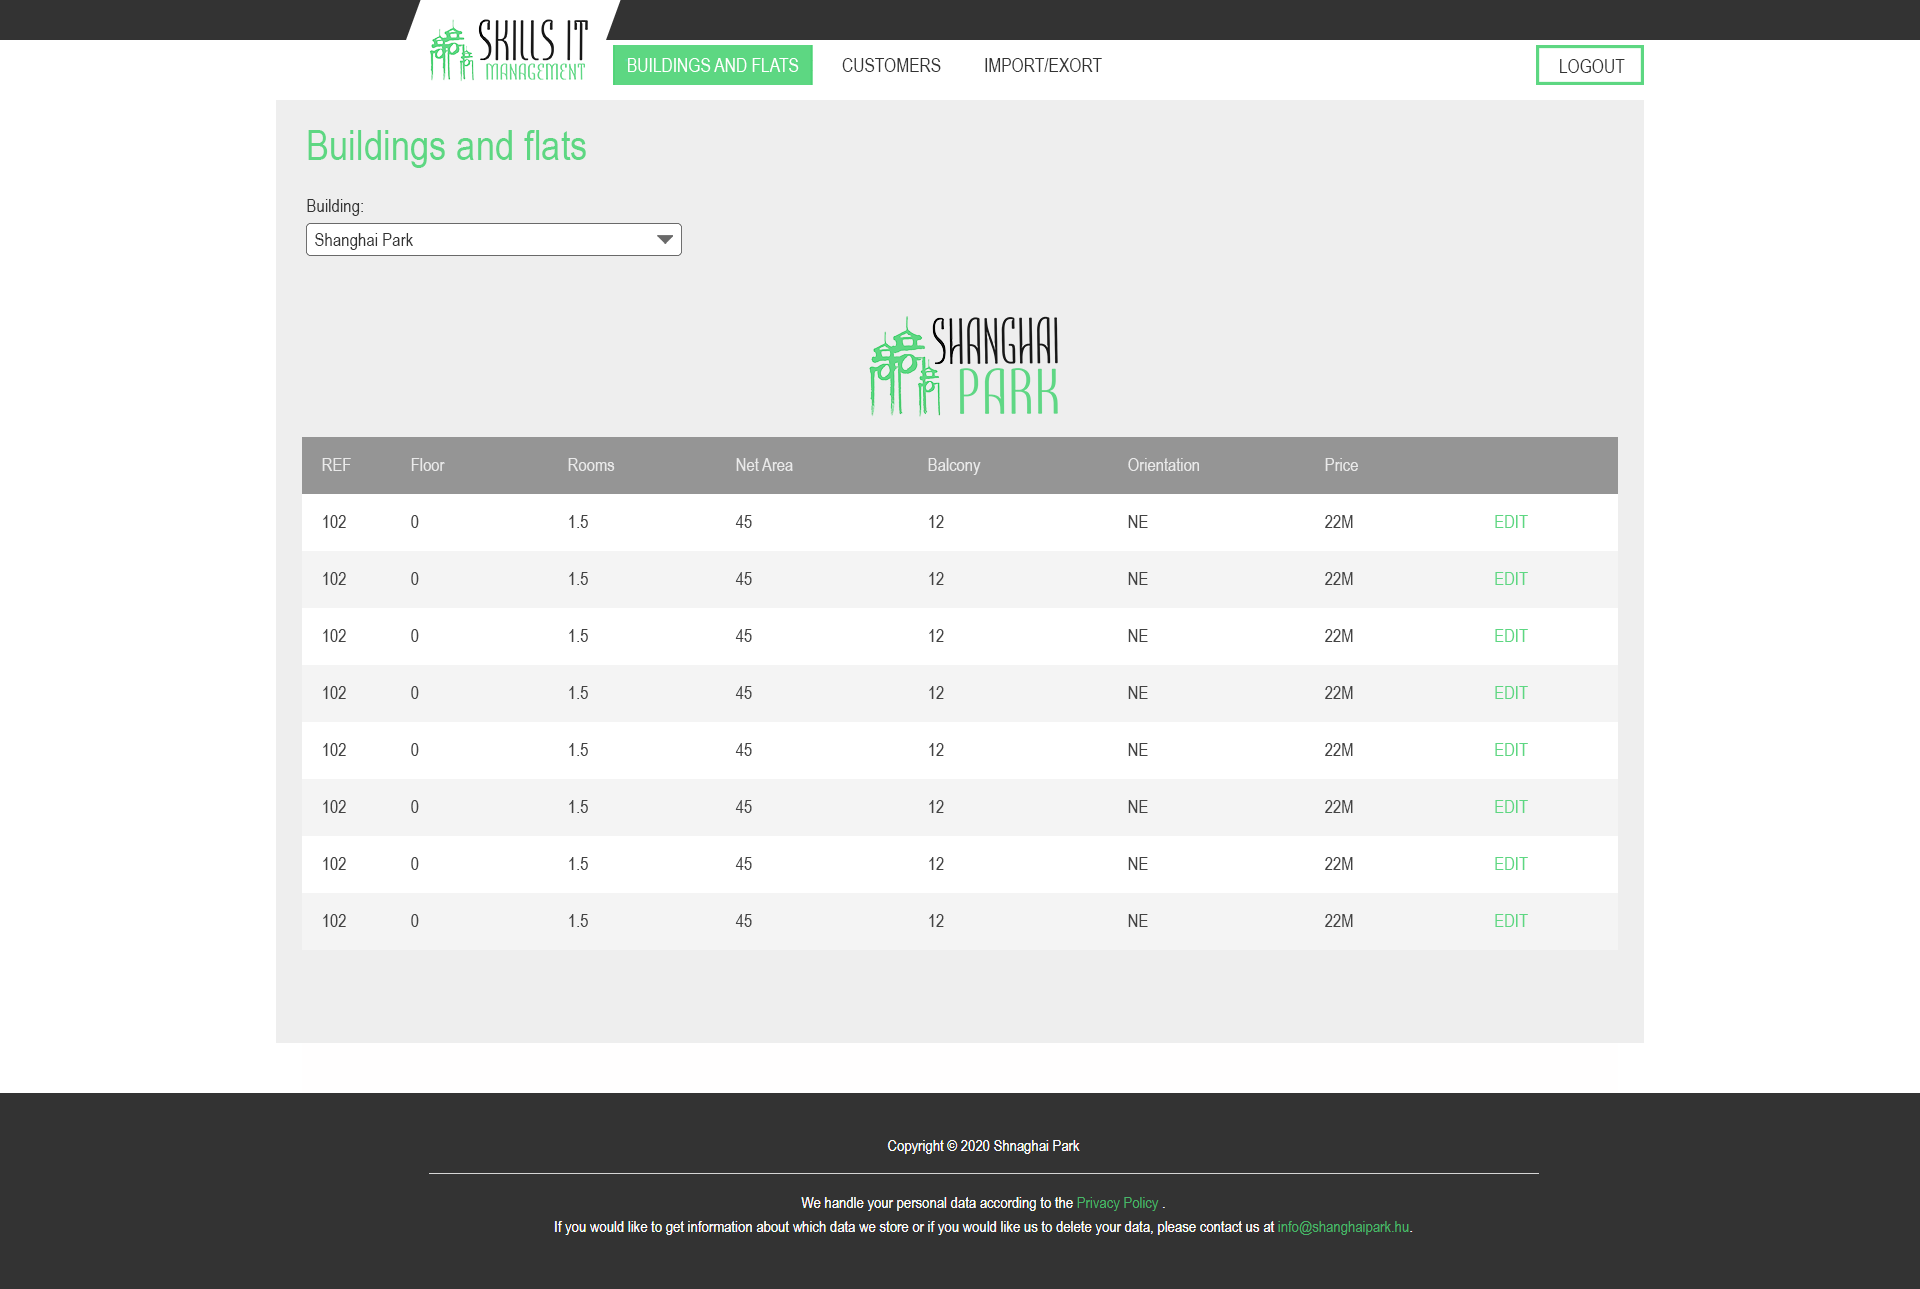 SKILLS IT
MANAGEMENT
BUILDINGS AND FLATS CUSTOMERS IMPORT/EXORT LOGOUT
Buildings and flats
Building:
Shanghai Park
SHANGHAI
PARK
REF Floor Rooms Net Area Balcony Orientation Price
102 0 1.5 45 12 NE 22M EDIT
102 0 1.5 45 12 NE 22M EDIT
102 0 1.5 45 12 NE 22M EDIT
102 0 1.5 45 12 NE 22M EDIT
102 0 1.5 45 12 NE 22M EDIT
102 0 1.5 45 12 NE 22M EDIT
102 0 1.5 45 12 NE 22M EDIT
102 0 1.5 45 12 NE 22M EDIT
Copyright © 2020 Shnaghai Park
We handle your personal data according to the Privacy Policy .
If you would like to get information about which data we store or if you would like us to delete your data, please contact us at info@shanghaipark.hu.